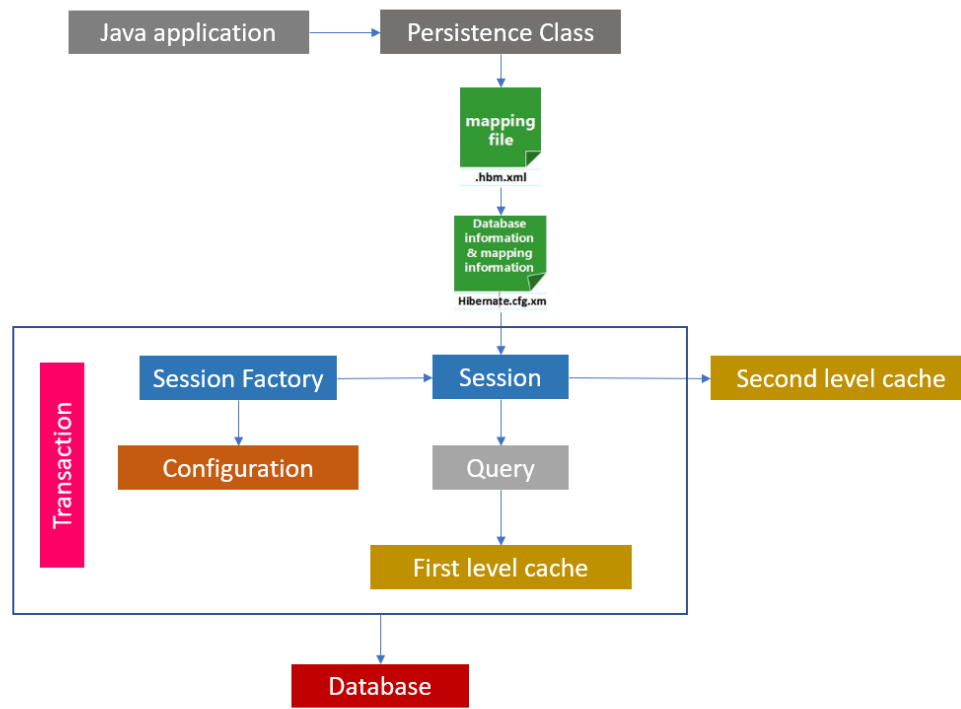 Java application
Persistence Class
mapping
file
.hbm.xml
Database
information
& mapping
information
Hibernate.cfg.xm
Session Factory
Session
Second level cache
Transaction
Configuration
Query
First level cache
Database